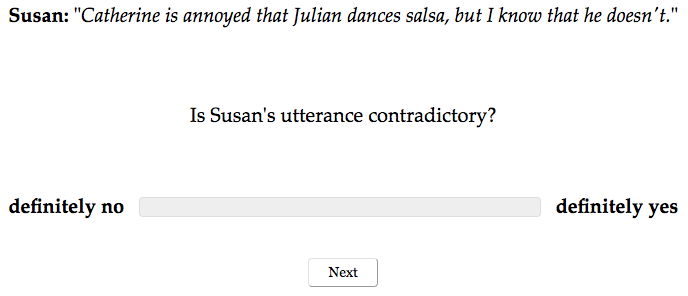 Susan: "Catherine is annoyed that Julian dances salsa, but I know that he doesn't."
Is Susan's utterance contradictory?
definitely no definitely yes
Next